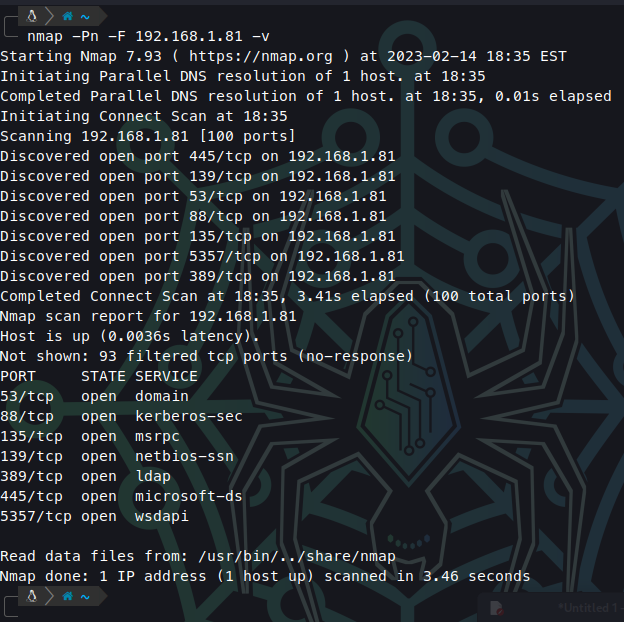 ~
nmap -Pn -F 192.168.1.81 -v
Starting Nmap 7.93 ( https://nmap.org ) at 2023-02-14 18:35 EST
Initiating Parallel DNS resolution of 1 host. at 18:35
Completed Parallel DNS resolution of 1 host. at 18:35, 0.01s elapsed
Initiating Connect Scan at 18:35
Scanning 192.168.1.81 [100 ports]
Discovered open port 445/tcp on 192.168.1.81
Discovered open port 139/tcp on 192.168.1.81
Discovered open port 53/tcp on 192.168.1.81
Discovered open port 88/tcp on 192.168.1.81
Discovered open port 135/tcp on 192.168.1.81
Discovered open port 5357/tcp on 192.168.1.81
Discovered open port 389/tcp on 192.168.1.81
Completed Connect Scan at 18:35, 3.41s elapsed (100 total ports)
Nmap scan report for 192.168.1.81
Host is up (0.0036s latency).
Not shown: 93 filtered tcp ports (no-response)
PORT     STATE SERVICE
53/tcp   open  domain
88/tcp   open  kerberos-sec
135/tcp  open  msrpc
139/tcp  open  netbios-ssn
389/tcp  open  ldap
445/tcp  open  microsoft-ds
5357/tcp open  wsdapi
Read data files from: /usr/bin/../share/nmap
Nmap done: 1 IP address (1 host up) scanned in 3.46 seconds
~
*Untitled 1 -